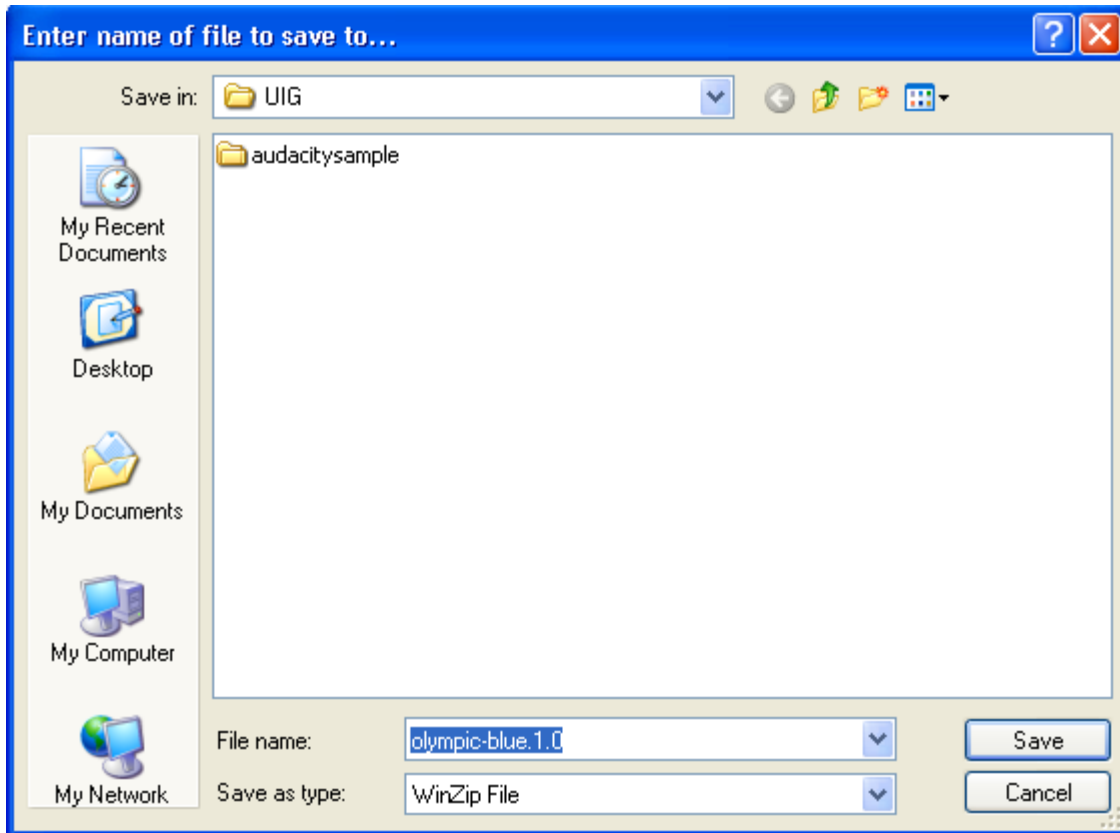 Enter name of file to save to...
Save in:
UIG
audacitysample
My Recent
Documents
Desktop
My Documents
My Computer
My Network
File name:
olympic-blue.1.0
Save
Save as type:
WinZip File
Cancel